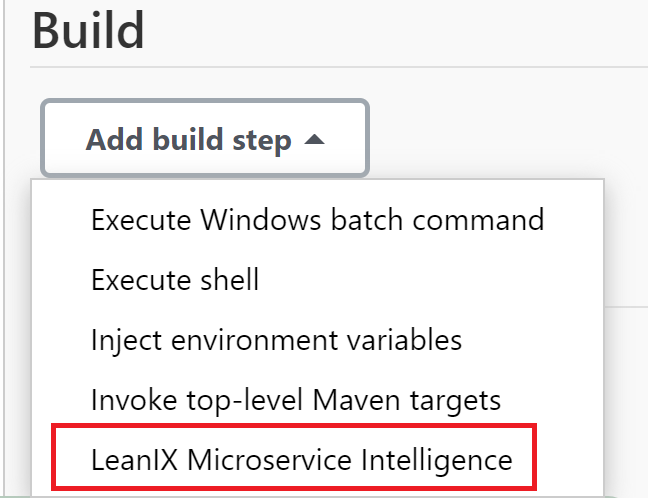 Build
Add build step
Execute Windows batch command
Execute shell
Inject environment variables
Invoke top-level Maven targets
LeanIX Microservice Intelligence